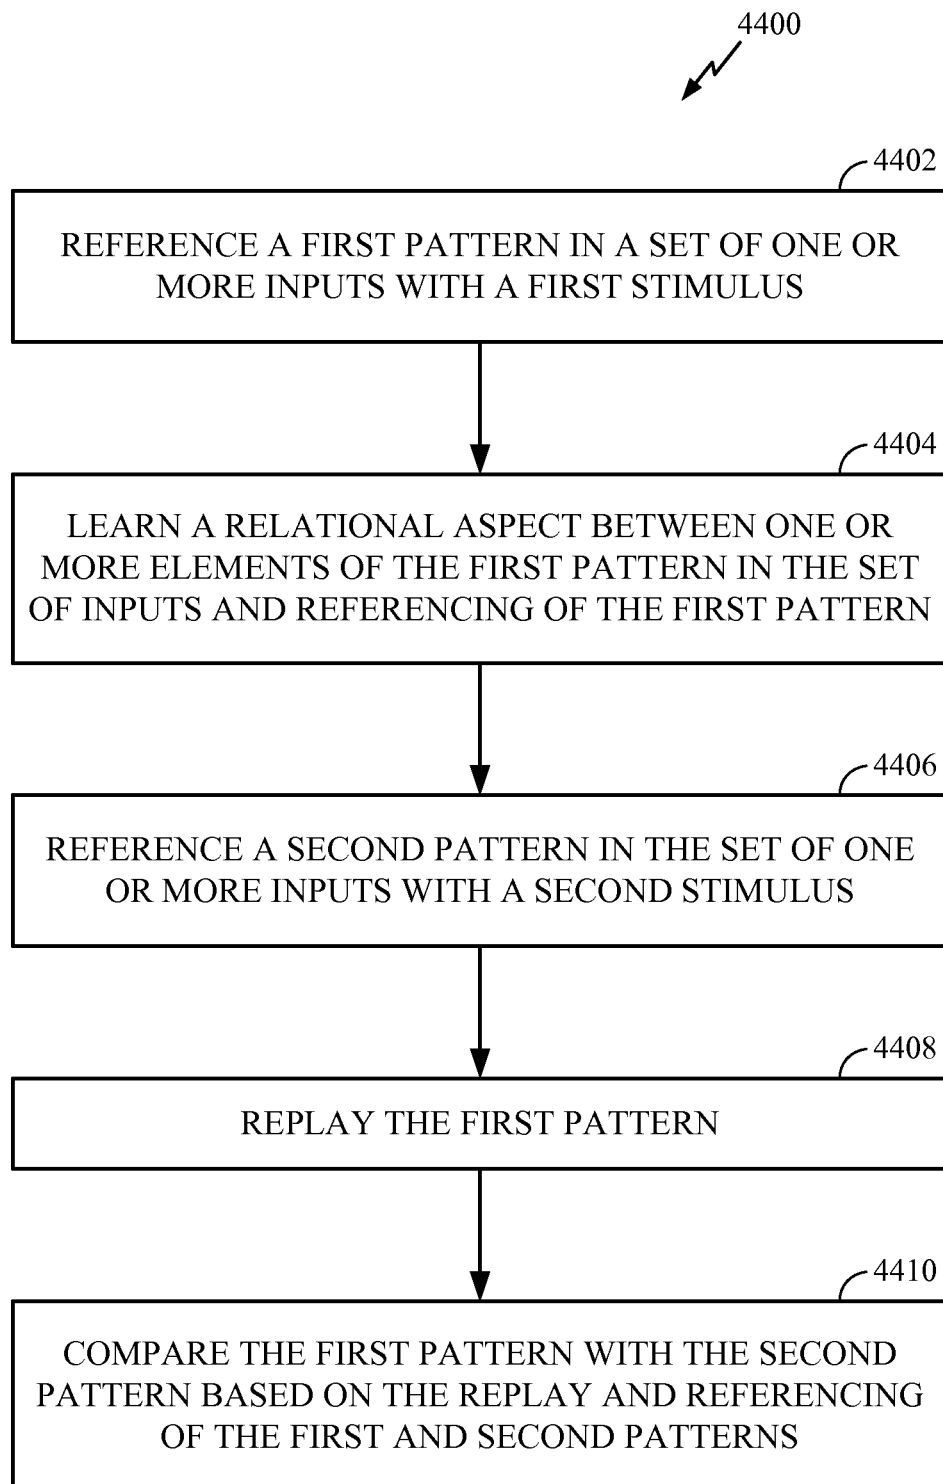 4400
4402
REFERENCE A FIRST PATTERN IN A SET OF ONE OR
MORE INPUTS WITH A FIRST STIMULUS
4404
LEARN A RELATIONAL ASPECT BETWEEN ONE OR
MORE ELEMENTS OF THE FIRST PATTERN IN THE SET
OF INPUTS AND REFERENCING OF THE FIRST PATTERN
4406
REFERENCE A SECOND PATTERN IN THE SET OF ONE
OR MORE INPUTS WITH A SECOND STIMULUS
4408
REPLAY THE FIRST PATTERN
4410
COMPARE THE FIRST PATTERN WITH THE SECOND
PATTERN BASED ON THE REPLAY AND REFERENCING
OF THE FIRST AND SECOND PATTERNS